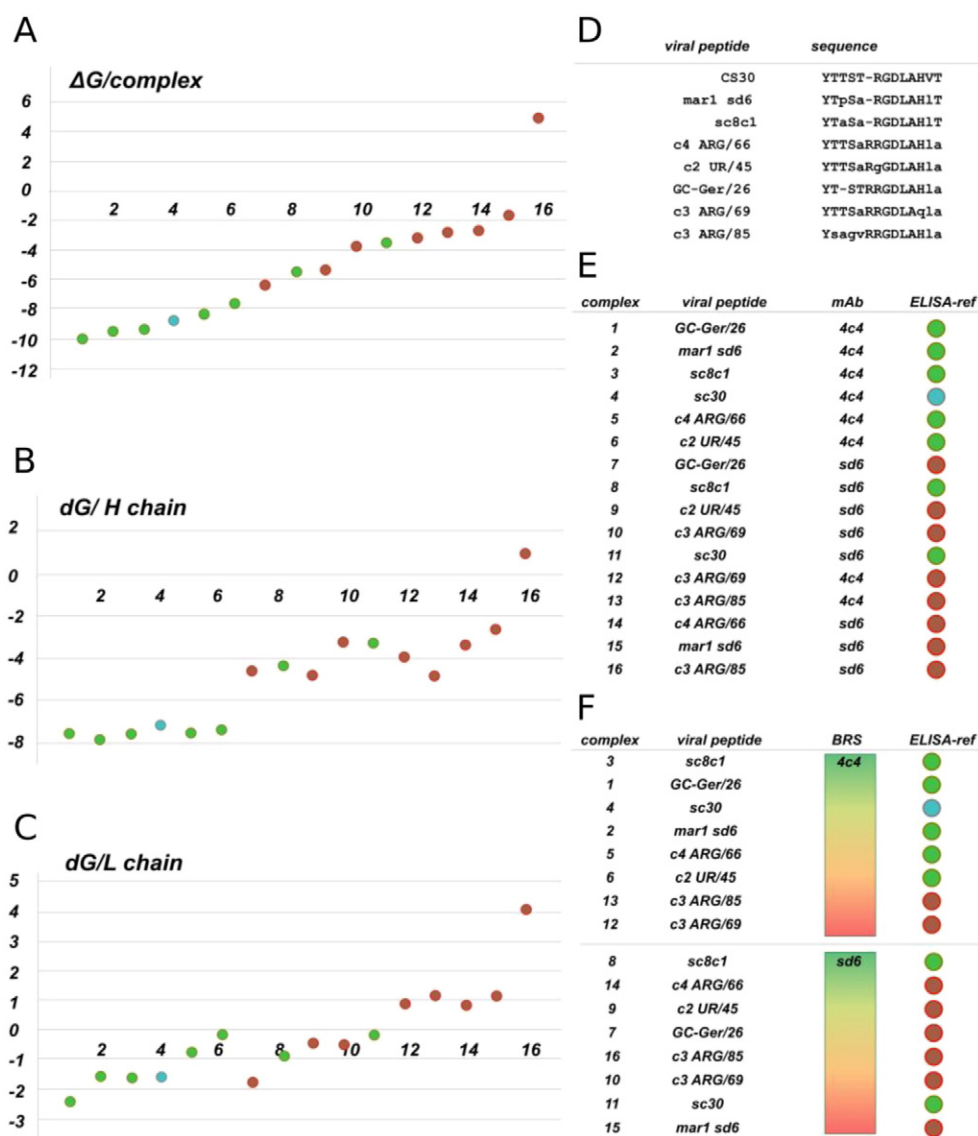 A
ΔG/complex
6
4
2
0
-2
-4
-6
-8
-10
-12
2 4 6 8 10 12 14 16
B
dG/ H chain
2
0
-2
-4
-6
-8
2 4 6 8 10 12 14 16
C
dG/L chain
5
4
3
2
1
0
-1
-2
-3
2 4 6 8 10 12 14 16
D
viral peptide sequence
CS30 YTTST-RGDLAHVT
mar1 sd6 YTpSa-RGDLAHlT
sc8c1 YTaSa-RGDLAHlT
c4 ARG/66 YTTSaRRGDLAHla
c2 UR/45 YTTSaRgGDLAHla
GC-Ger/26 YT-STRRGDLAHla
c3 ARG/69 YTTSaRRGDLAqla
c3 ARG/85 YsagvRRGDLAHla
E
complex viral peptide mAb ELISA-ref
1 GC-Ger/26 4c4
2 mar1 sd6 4c4
3 sc8c1 4c4
4 sc30 4c4
5 c4 ARG/66 4c4
6 c2 UR/45 4c4
7 GC-Ger/26 sd6
8 sc8c1 sd6
9 c2 UR/45 sd6
10 c3 ARG/69 sd6
11 sc30 sd6
12 c3 ARG/69 4c4
13 c3 ARG/85 4c4
14 c4 ARG/66 sd6
15 mar1 sd6 sd6
16 c3 ARG/85 sd6
F
complex viral peptide BRS ELISA-ref
3 sc8c1 4c4
1 GC-Ger/26
4 sc30
2 mar1 sd6
5 c4 ARG/66
6 c2 UR/45
13 c3 ARG/85
12 c3 ARG/69
8 sc8c1 sd6
14 c4 ARG/66
9 c2 UR/45
7 GC-Ger/26
16 c3 ARG/85
10 c3 ARG/69
11 sc30
15 mar1 sd6